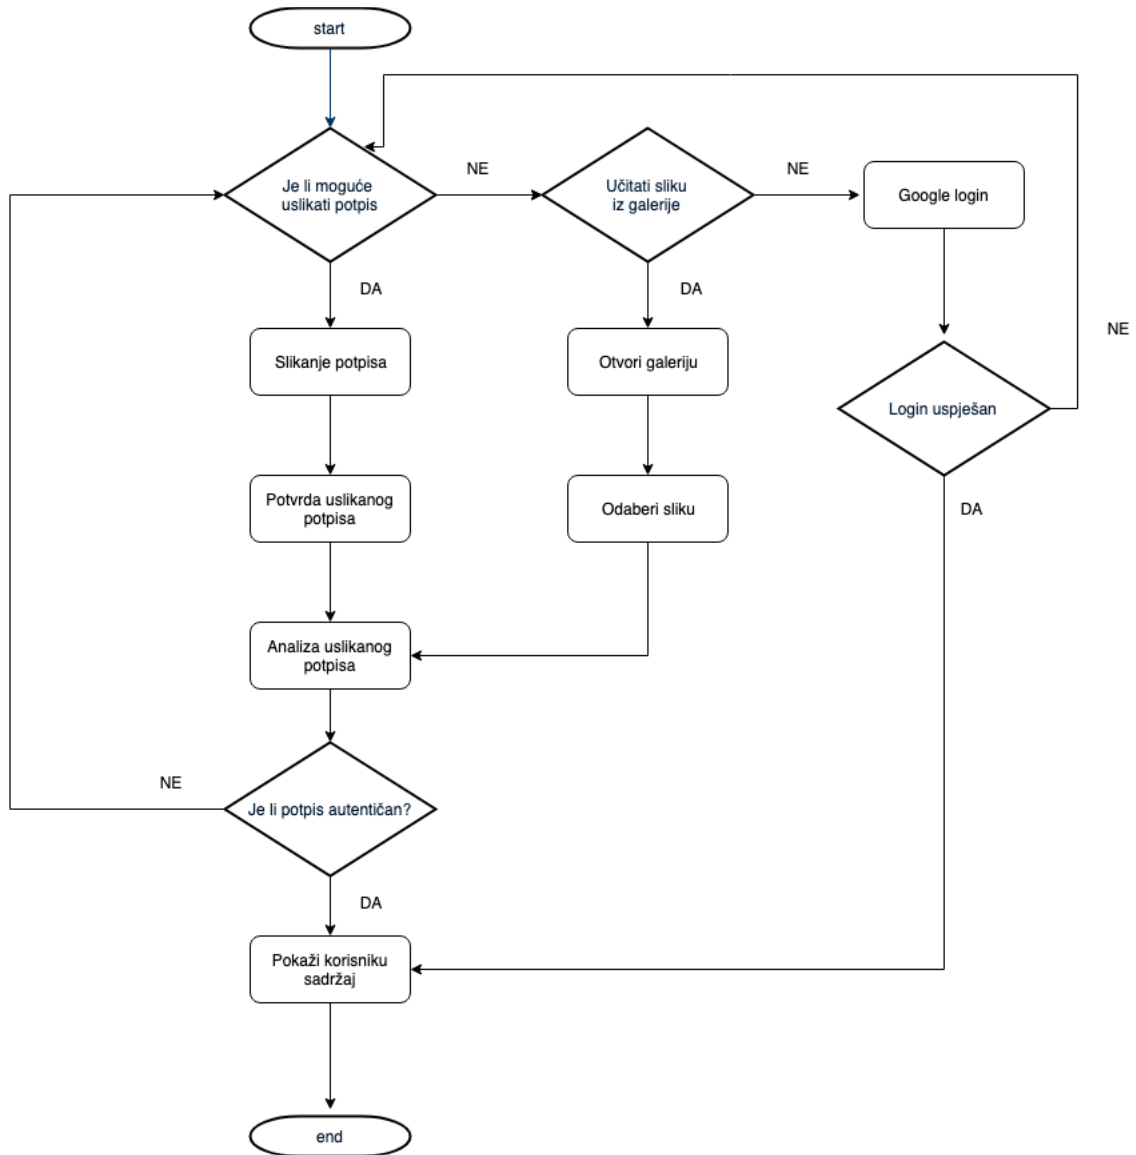 start
Je li moguće
uslikati potpis
NE
Učitati sliku
iz galerije
NE
Google login
DA
DA
NE
Slikanje potpisa
Otvori galeriju
Login uspješan
Potvrda uslikanog
potpisa
Odaberi sliku
DA
Analiza uslikanog
potpisa
NE
Je li potpis autentičan?
DA
Pokaži korisniku
sadržaj
end